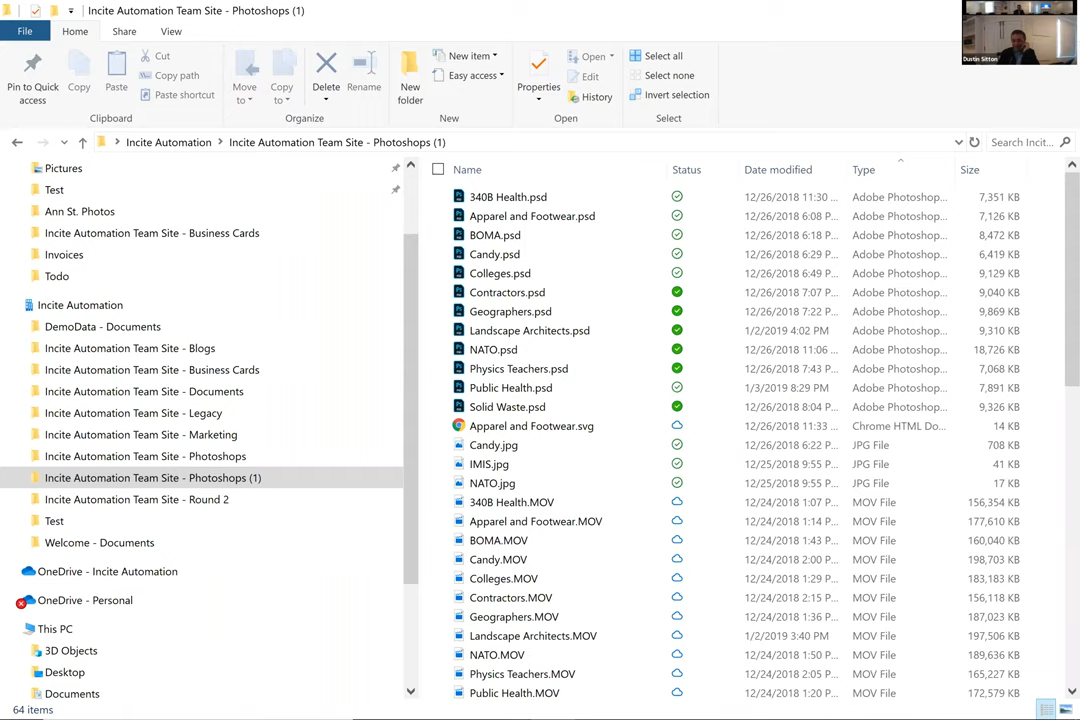 Incite Automation Team Site - Photoshops (1)
File
Home
Share
View
Pin to Quick access
Copy
Paste
Cut
Copy path
Paste shortcut
Clipboard
Move to
Copy to
Delete
Rename
Organize
New folder
New item
Easy access
New
Properties
Open
Edit
History
Open
Select all
Select none
Invert selection
Select
Dustin Sitton
Incite Automation
Incite Automation Team Site - Photoshops (1)
Search Incit...
Pictures
Test
Ann St. Photos
Incite Automation Team Site - Business Cards
Invoices
Todo
Incite Automation
DemoData - Documents
Incite Automation Team Site - Blogs
Incite Automation Team Site - Business Cards
Incite Automation Team Site - Documents
Incite Automation Team Site - Legacy
Incite Automation Team Site - Marketing
Incite Automation Team Site - Photoshops
Incite Automation Team Site - Photoshops (1)
Incite Automation Team Site - Round 2
Test
Welcome - Documents
OneDrive - Incite Automation
OneDrive - Personal
This PC
3D Objects
Desktop
Documents
Name Status Date modified Type Size
340B Health.psd 12/26/2018 11:30 ... Adobe Photoshop... 7,351 KB
Apparel and Footwear.psd 12/26/2018 6:08 P... Adobe Photoshop... 7,126 KB
BOMA.psd 12/26/2018 6:18 P... Adobe Photoshop... 8,472 KB
Candy.psd 12/26/2018 6:29 P... Adobe Photoshop... 6,419 KB
Colleges.psd 12/26/2018 6:49 P... Adobe Photoshop... 9,129 KB
Contractors.psd 12/26/2018 7:07 P... Adobe Photoshop... 9,040 KB
Geographers.psd 12/26/2018 7:22 P... Adobe Photoshop... 9,869 KB
Landscape Architects.psd 1/2/2019 4:02 PM Adobe Photoshop... 9,310 KB
NATO.psd 12/26/2018 11:06 ... Adobe Photoshop... 18,726 KB
Physics Teachers.psd 12/26/2018 7:43 P... Adobe Photoshop... 7,068 KB
Public Health.psd 1/3/2019 8:29 PM Adobe Photoshop... 7,891 KB
Solid Waste.psd 12/26/2018 8:04 P... Adobe Photoshop... 9,326 KB
Apparel and Footwear.svg 12/26/2018 11:33 ... Chrome HTML Do... 14 KB
Candy.jpg 12/26/2018 6:22 P... JPG File 708 KB
IMIS.jpg 12/25/2018 9:55 P... JPG File 41 KB
NATO.jpg 12/25/2018 9:55 P... JPG File 17 KB
340B Health.MOV 12/24/2018 1:07 P... MOV File 156,354 KB
Apparel and Footwear.MOV 12/24/2018 1:14 P... MOV File 177,610 KB
BOMA.MOV 12/24/2018 1:43 P... MOV File 160,040 KB
Candy.MOV 12/24/2018 2:00 P... MOV File 198,703 KB
Colleges.MOV 12/24/2018 1:29 P... MOV File 183,183 KB
Contractors.MOV 12/24/2018 2:15 P... MOV File 156,118 KB
Geographers.MOV 12/24/2018 1:36 P... MOV File 187,023 KB
Landscape Architects.MOV 1/2/2019 3:40 PM MOV File 197,506 KB
NATO.MOV 12/24/2018 1:50 P... MOV File 189,636 KB
Physics Teachers.MOV 12/24/2018 2:05 P... MOV File 165,227 KB
Public Health.MOV 12/24/2018 1:20 P... MOV File 172,579 KB
64 items